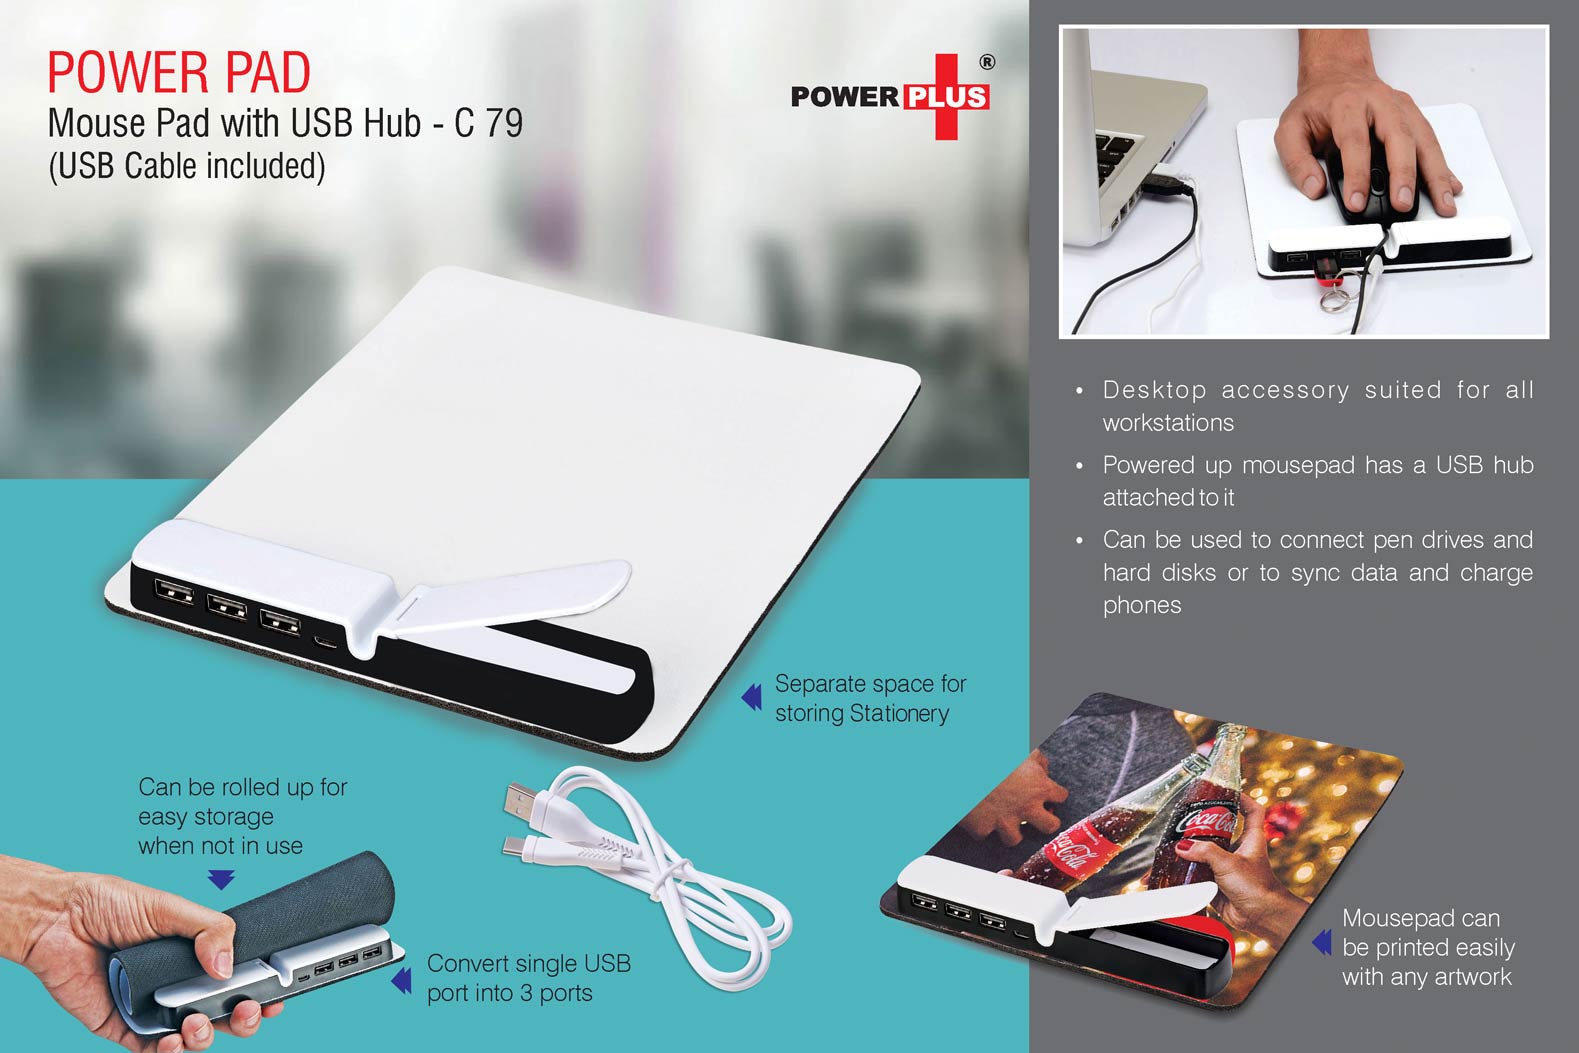 POWER PAD
Mouse Pad with USB Hub - C 79
(USB Cable included)
POWER PLUS ®
Desktop accessory suited for all
workstations
• Powered up mousepad has a USB hub
attached to it
• Can be used to connect pen drives and
hard disks or to sync data and charge
phones
Separate space for
storing Stationery
Can be rolled up for
easy storage
when not in use
Convert single USB
port into 3 ports
Coca-Cola
Coca-Cola
Mousepad can
be printed easily
with any artwork